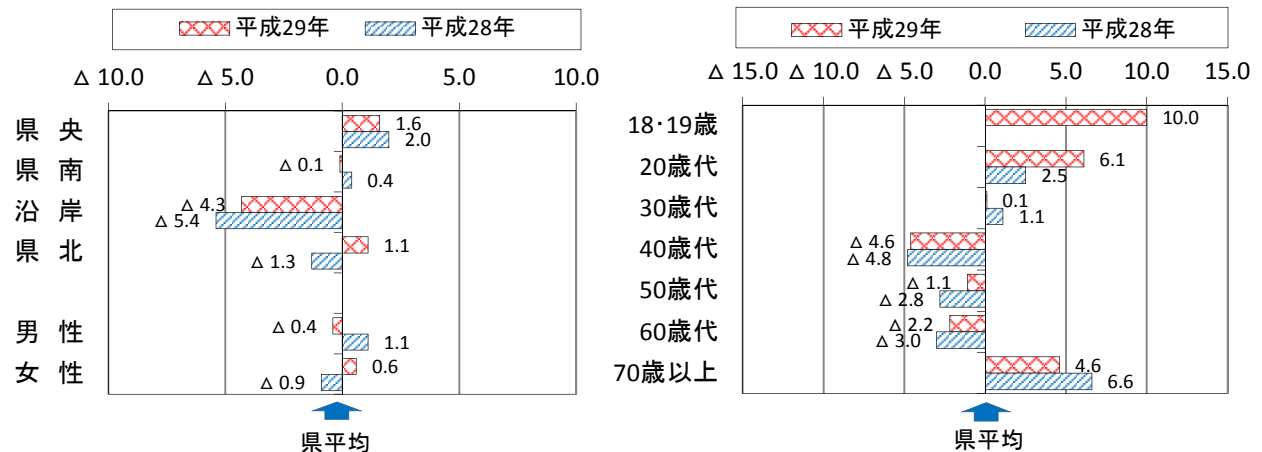 平成29年 平成28年
△ 10.0 △ 5.0 0.0 5.0 10.0
県 央 1.6
2.0
県 南 △ 0.1
0.4
沿 岸 △ 4.3
△ 5.4
県 北 1.1
△ 1.3
男 性 △ 0.4
1.1
女 性 0.6
△ 0.9
県平均
平成29年 平成28年
△ 15.0 △ 10.0 △ 5.0 0.0 5.0 10.0 15.0
18･19歳 10.0
20歳代 6.1
2.5
30歳代 0.1
1.1
40歳代 △ 4.6
△ 4.8
50歳代 △ 1.1
△ 2.8
60歳代 △ 2.2
△ 3.0
70歳以上 4.6
6.6
県平均